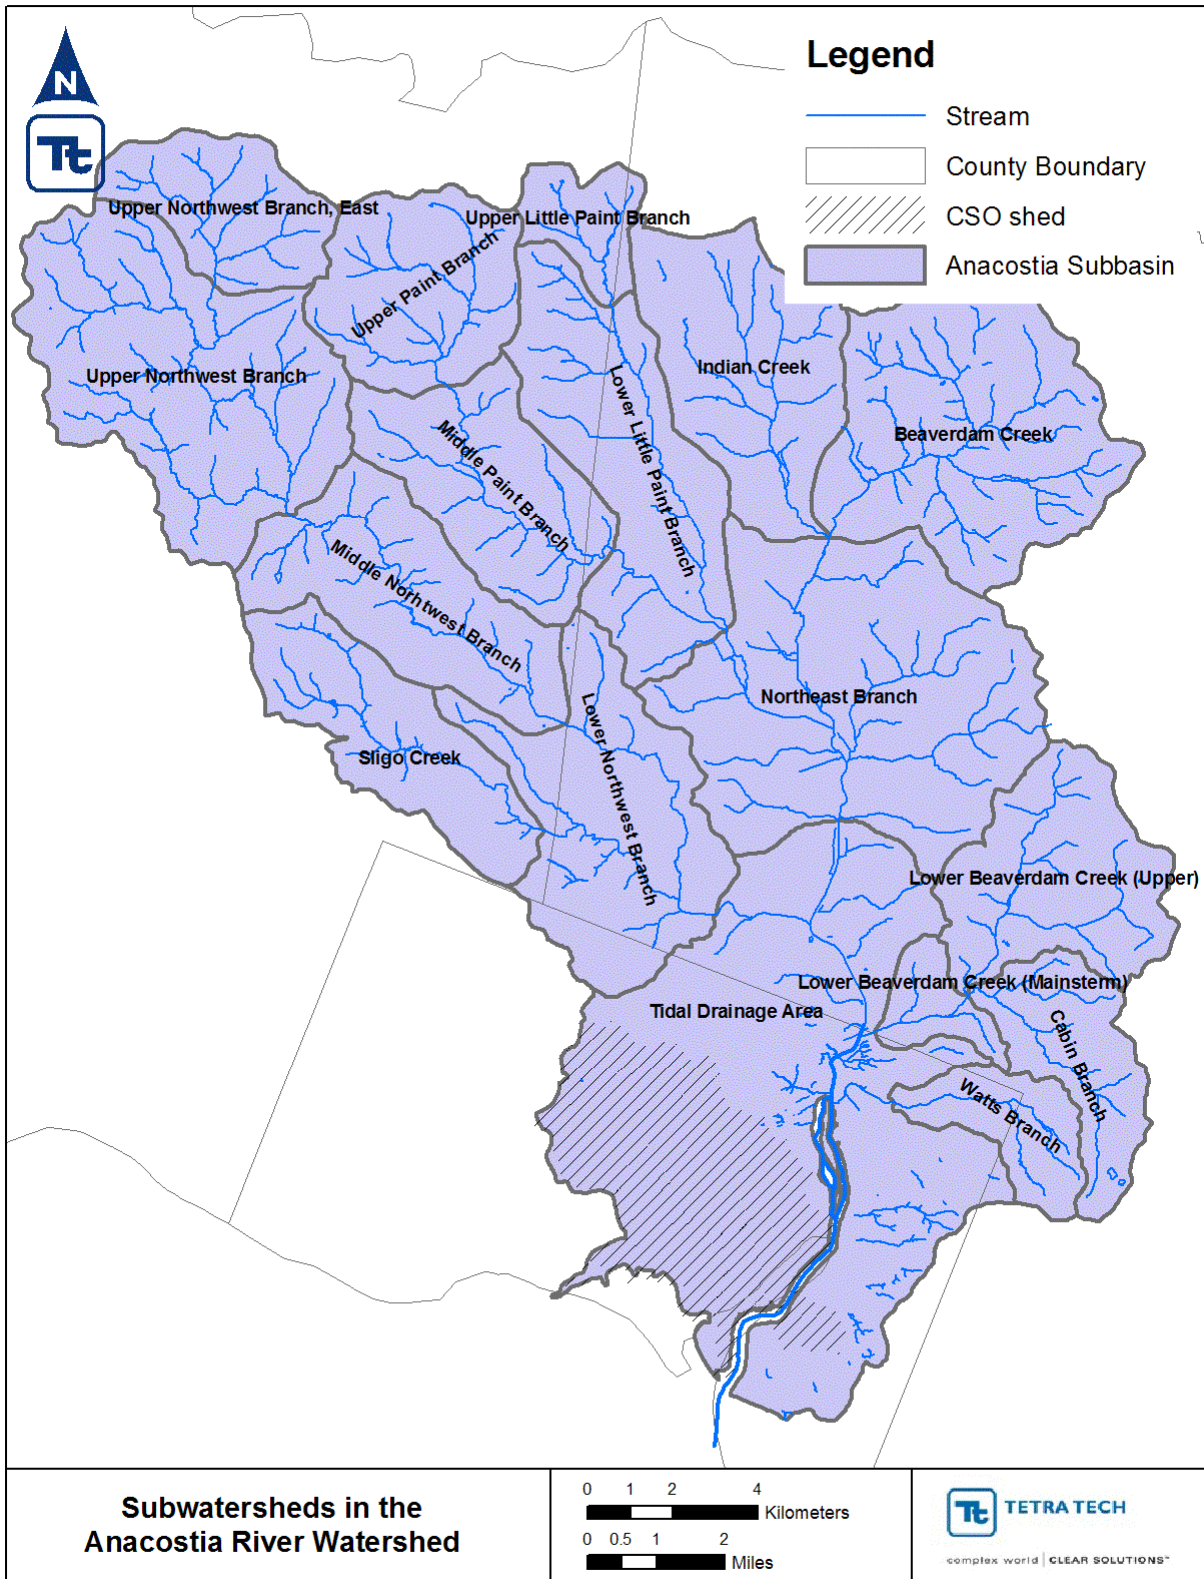 N
Tt
Legend
Stream
County Boundary
CSO shed
Anacostia Subbasin
Upper Northwest Branch, East
Upper Little Paint Branch
Upper Paint Branch
Upper Northwest Branch
Indian Creek
Lower Little Paint Branch
Beaverdam Creek
Middle Paint Branch
Middle Norhtwest Branch
Northeast Branch
Lower Northwest Branch
Sligo Creek
Lower Beaverdam Creek (Upper)
Lower Beaverdam Creek (Mainsterm)
Tidal Drainage Area
Cabin Branch
Watts Branch
Subwatersheds in the
Anacostia River Watershed
0 1 2 4
Kilometers
0 0.5 1 2
Miles
Tt TETRA TECH
complex world | CLEAR SOLUTIONS™